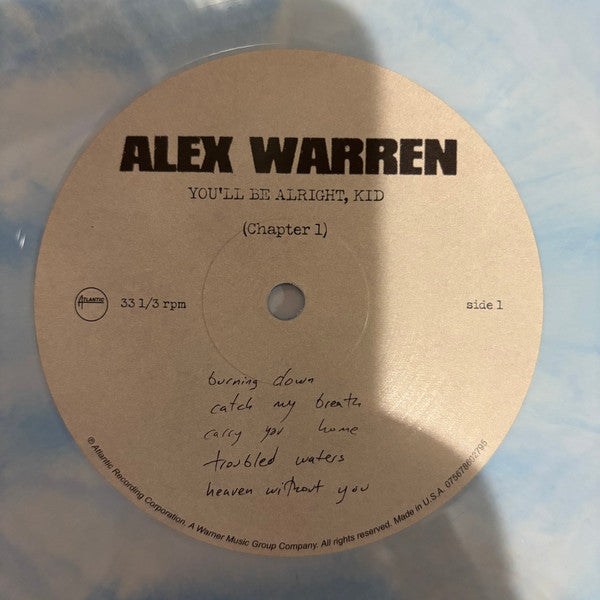 ALEX WARREN
YOU'LL BE ALRIGHT, KID
(Chapter 1)
ATLANTIC
33 1/3 rpm
side 1
burning down
catch my breath
carry you home
troubled waters
heaven without you
℗ Atlantic Recording Corporation. A Warner Music Group Company. All rights reserved. Made in U.S.A.